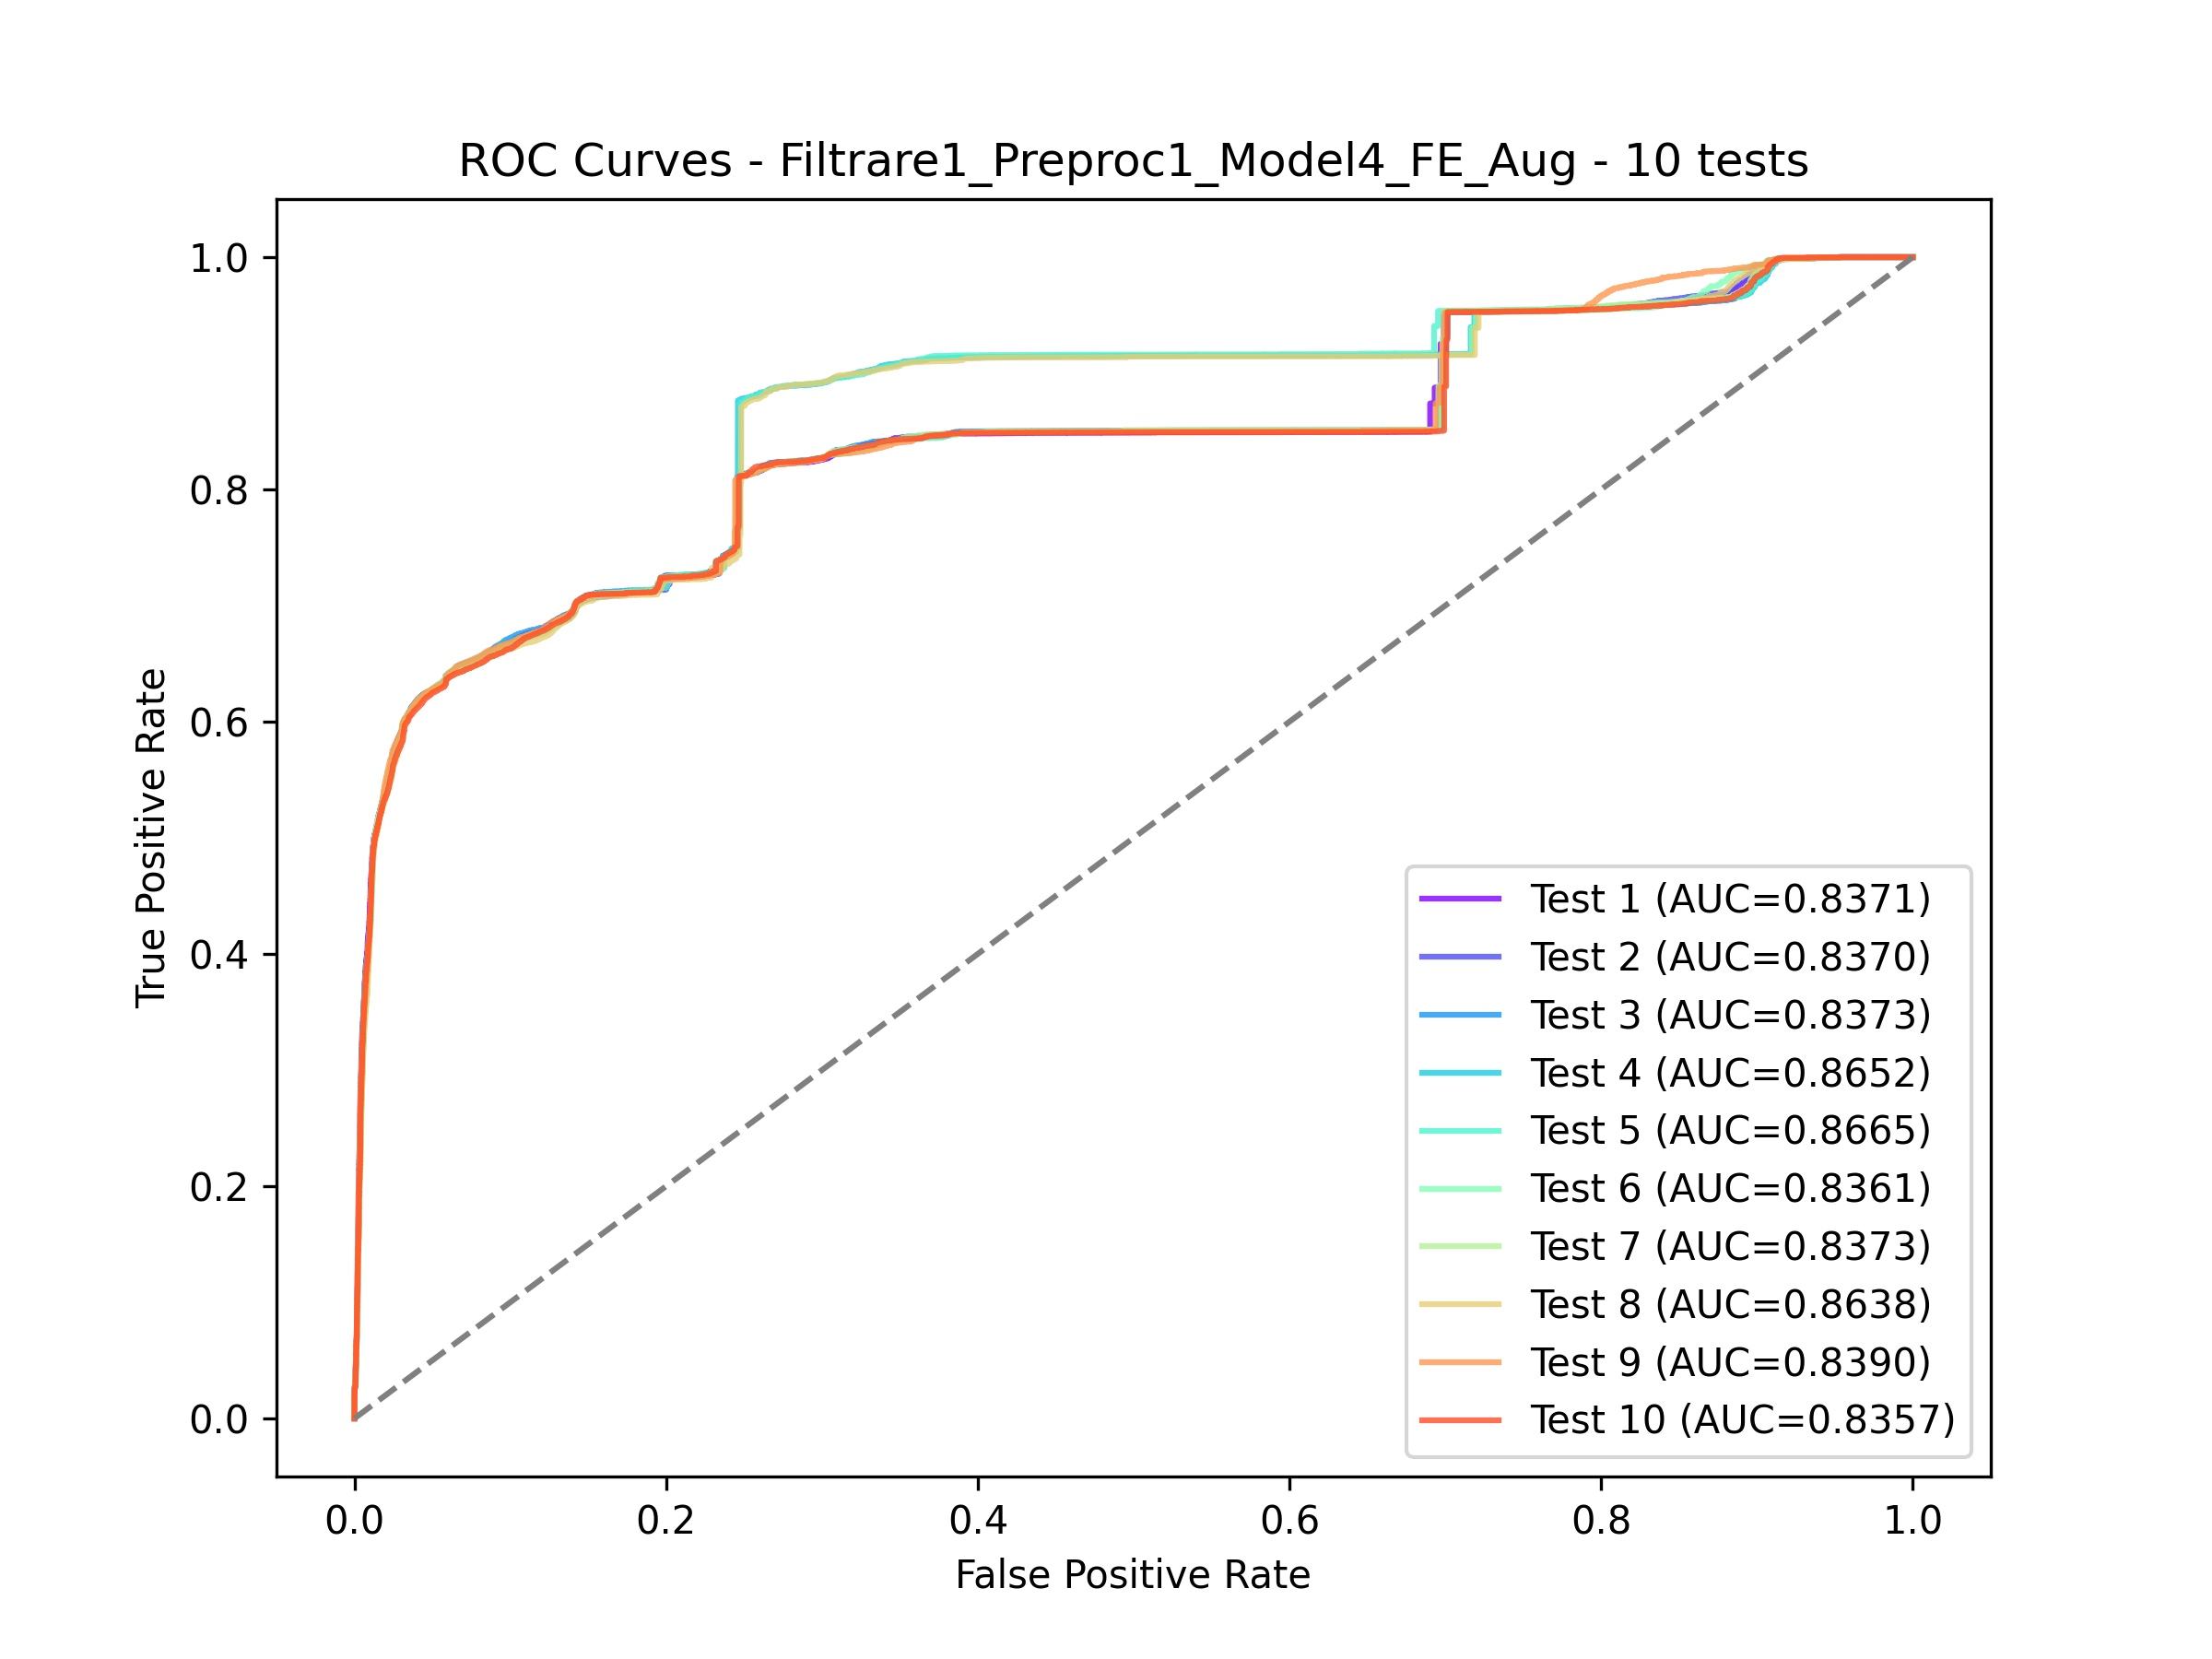 ROC Curves - Filtrare1_Preproc1_Model4_FE_Aug - 10 tests
1.0
0.8
0.6
0.4
0.2
0.0
True Positive Rate
Test 1 (AUC=0.8371)
Test 2 (AUC=0.8370)
Test 3 (AUC=0.8373)
Test 4 (AUC=0.8652)
Test 5 (AUC=0.8665)
Test 6 (AUC=0.8361)
Test 7 (AUC=0.8373)
Test 8 (AUC=0.8638)
Test 9 (AUC=0.8390)
Test 10 (AUC=0.8357)
0.0 0.2 0.4 0.6 0.8 1.0
False Positive Rate